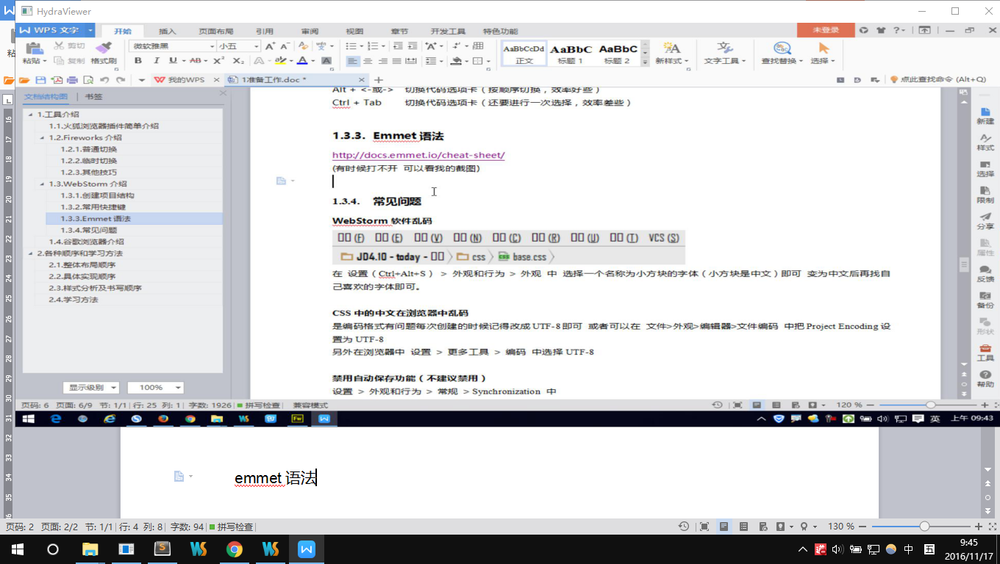 HydraViewer
WPS 文字
开始 插入 页面布局 引用 审阅 视图 章节 开发工具 特色功能
未登录
粘贴 剪切 复制 格式刷
微软雅黑 小五
AaBbCcDd AaBbC AaBbC
正文 标题 1 标题 2 新样式 文字工具 查找替换 选择
我的WPS 1准备工作.doc *
点此查找命令 (Alt+Q)
文档结构图 书签
1.工具介绍
1.1.火狐浏览器插件简单介绍
1.2.Fireworks 介绍
1.2.1.普通切换
1.2.2.临时切换
1.2.3.其他技巧
1.3.WebStorm 介绍
1.3.1.创建项目结构
1.3.2.常用快捷键
1.3.3.Emmet 语法
1.3.4.常见问题
1.4.谷歌浏览器介绍
2.各种顺序和学习方法
2.1.整体布局顺序
2.2.具体实现顺序
2.3.样式分析及书写顺序
2.4.学习方法
显示级别 100%
Alt + <-或-> 切换代码选项卡（按顺序切换，效率好些）
Ctrl + Tab 切换代码选项卡（还要进行一次选择，效率差些）
1.3.3. Emmet 语法
http://docs.emmet.io/cheat-sheet/
(有时候打不开 可以看我的截图)
1.3.4. 常见问题
WebStorm 软件乱码
(F) (E) (V) (N) (C) (R) (U) (T) VCS (S)
JD4.10 - today - css base.css
在 设置（Ctrl+Alt+S） > 外观和行为 > 外观 中 选择一个名称为小方块的字体（小方块是中文）即可 变为中文后再找自
己喜欢的字体即可。
CSS 中的中文在浏览器中乱码
是编码格式有问题每次创建的时候记得改成 UTF-8 即可 或者可以在 文件>外观>编辑器>文件编码 中把 Project Encoding 设
置为 UTF-8
另外在浏览器中 设置 > 更多工具 > 编码 中选择 UTF-8
禁用自动保存功能（不建议禁用）
设置 > 外观和行为 > 常规 > Synchronization 中
新建
样式
选择
限制
分享
属性
反馈
备份
形状
工具
帮助
页码: 6 页面: 6/9 节: 1/1 行: 25 列: 1 字数: 1926 拼写检查 兼容模式 120 %
英 上午 09:43
emmet 语法
页码: 2 页面: 2/2 节: 1/1 行: 4 列: 8 字数: 94 拼写检查 130 %
中 五 9:45
2016/11/17
16
17
18
19
20
21
22
23
24
25
26
27
28
29
30
31
32
33
34
35